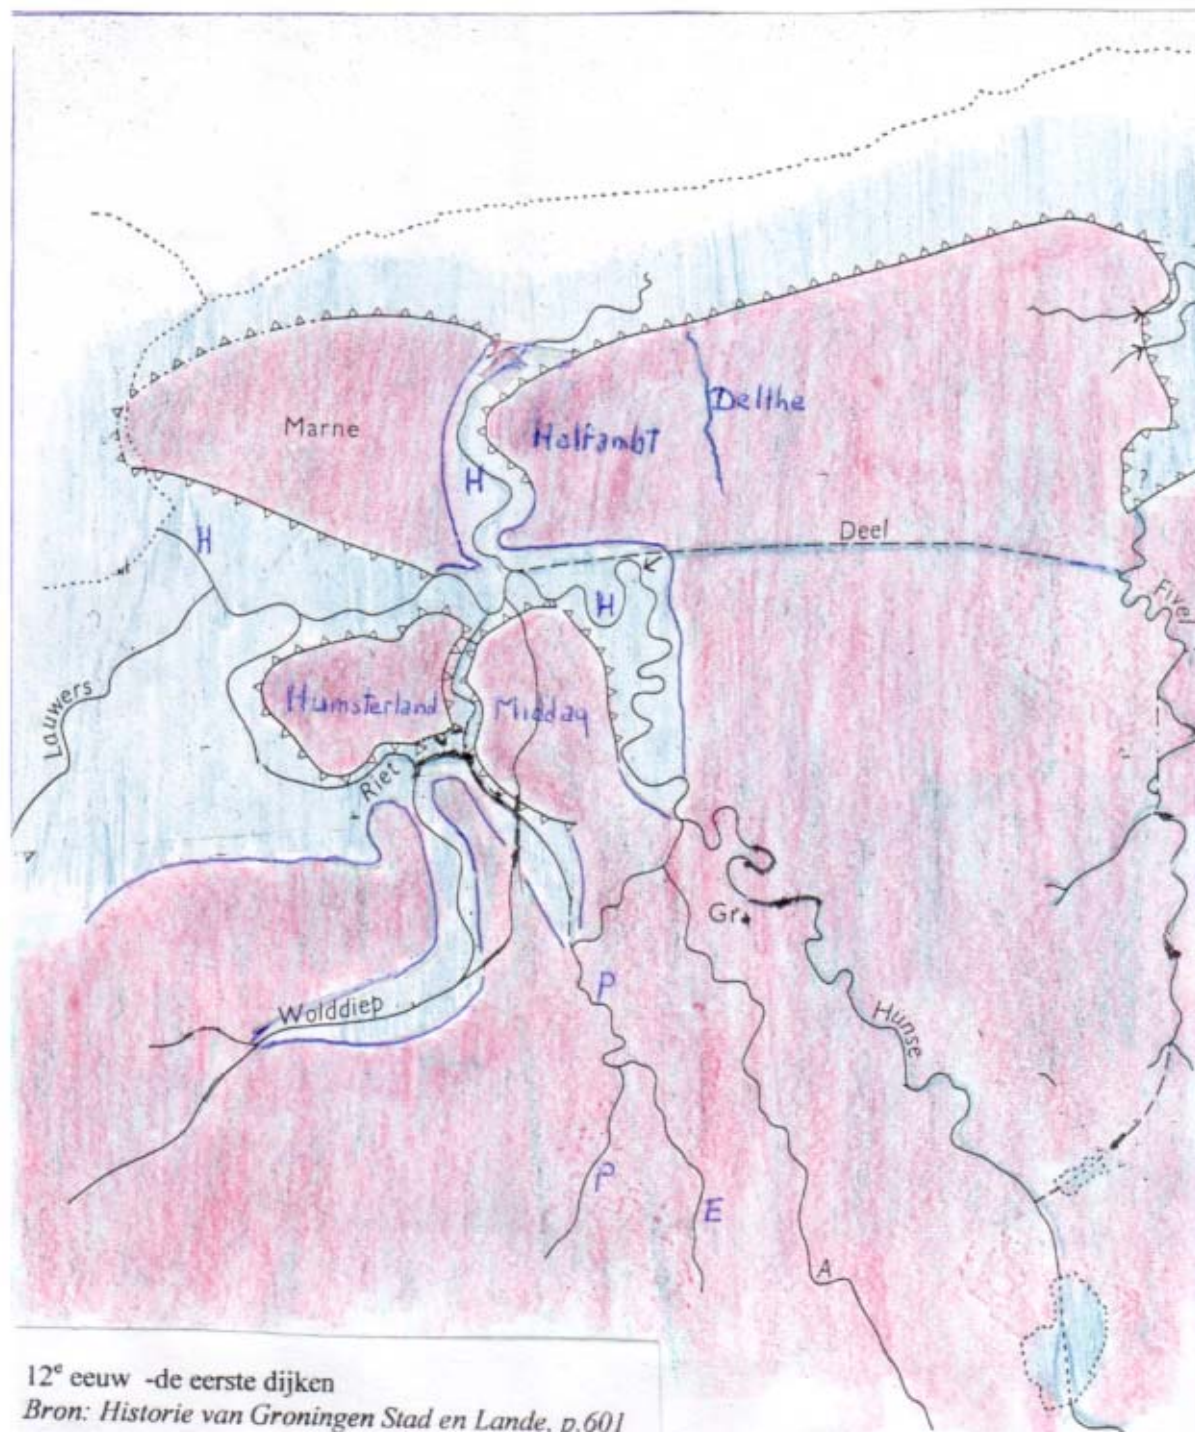 Delthe
Marne
Halfambt
H
Deel
H
H
Fivel
?
Lauwers
Humsterland
Middag
Riet
Gr.
P
Wolddiep
Hunse
P
E
A
12e eeuw -de eerste dijken
Bron: Historie van Groningen Stad en Lande, p.601